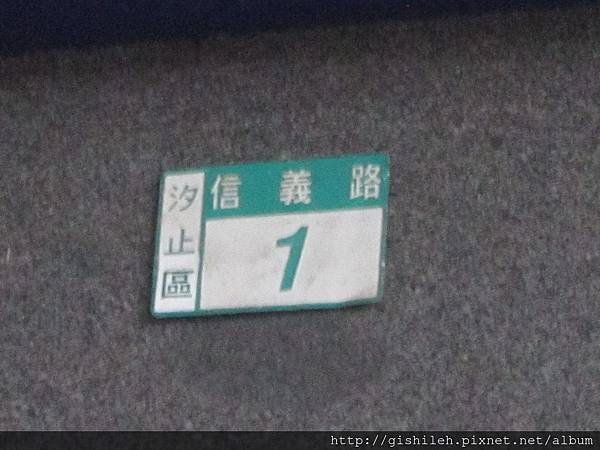 汐止區
信義路
1
http://gishileh.pixnet.net/album